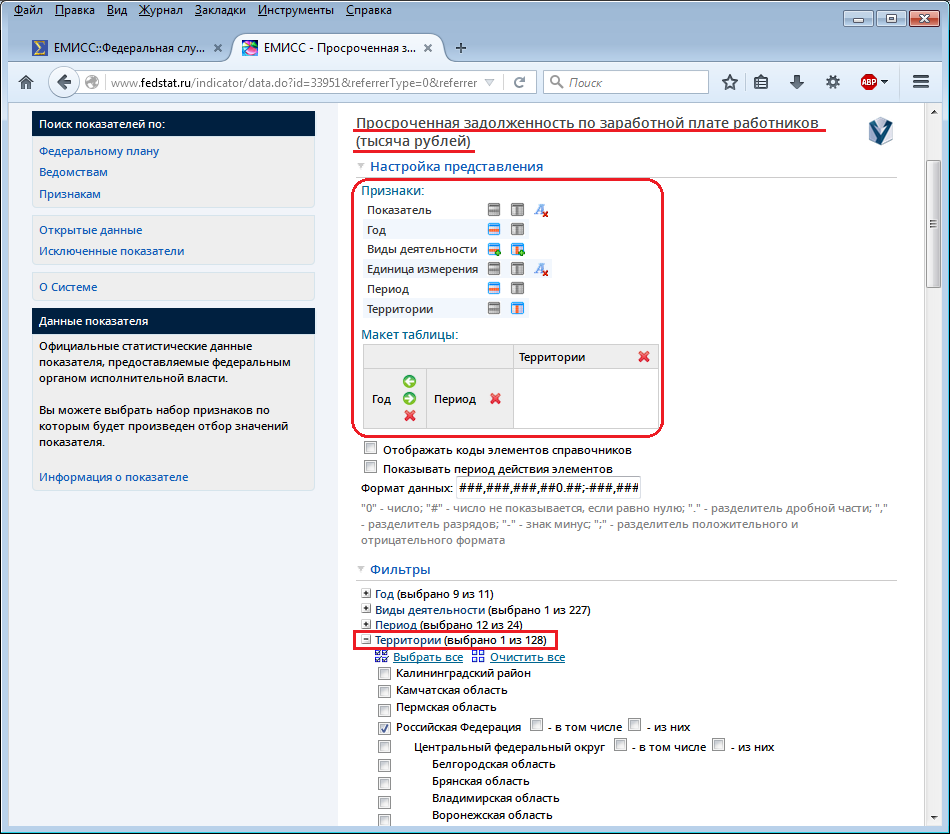 Файл Правка Вид Журнал Закладки Инструменты Справка
ЕМИСС::Федеральная слу...
ЕМИСС - Просроченная з...
www.fedstat.ru/indicator/data.do?id=33951&referrerType=0&referrer
Поиск
ABP
Поиск показателей по:
Федеральному плану
Ведомствам
Признакам
Открытые данные
Исключенные показатели
О Системе
Данные показателя
Официальные статистические данные
показателя, предоставляемые федеральным
органом исполнительной власти.
Вы можете выбрать набор признаков по
которым будет произведен отбор значений
показателя.
Информация о показателе
Просроченная задолженность по заработной плате работников
(тысяча рублей)
Настройка представления
Признаки:
Показатель
Год
Виды деятельности
Единица измерения
Период
Территории
Макет таблицы:
Территории
Год
Период
Отображать коды элементов справочников
Показывать период действия элементов
Формат данных: ###,###,###,##0.##;-###,###
"0" - число; "#" - число не показывается, если равно нулю; "." - разделитель дробной части; ","
- разделитель разрядов; "-" - знак минус; ";" - разделитель положительного и
отрицательного формата
Фильтры
Год (выбрано 9 из 11)
Виды деятельности (выбрано 1 из 227)
Период (выбрано 12 из 24)
Территории (выбрано 1 из 128)
Выбрать все Очистить все
Калининградский район
Камчатская область
Пермская область
Российская Федерация - в том числе - из них
Центральный федеральный округ - в том числе - из них
Белгородская область
Брянская область
Владимирская область
Воронежская область